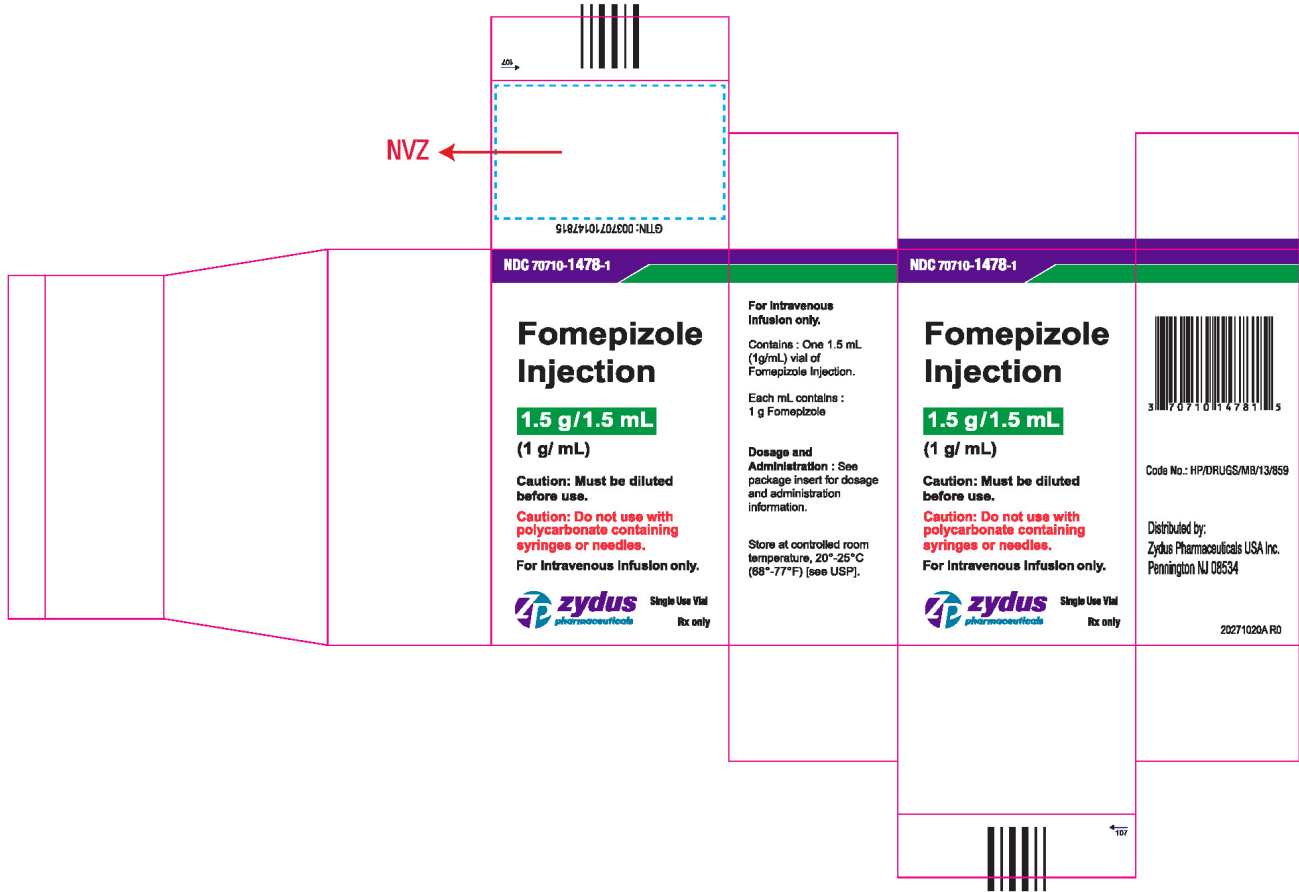 107
NVZ
GTIN: 00370710147815
NDC 70710-1478-1
Fomepizole
Injection
1.5 g/1.5 mL
(1 g/ mL)
Caution: Must be diluted
before use.
Caution: Do not use with
polycarbonate containing
syringes or needles.
For Intravenous Infusion only.
ZP zydus
pharmaceuticals
Single Use Vial
Rx only
For Intravenous
Infusion only.
Contains : One 1.5 mL
(1g/mL) vial of
Fomepizole Injection.
Each mL contains :
1 g Fomepizole
Dosage and
Administration : See
package insert for dosage
and administration
information.
Store at controlled room
temperature, 20°-25°C
(68°-77°F) [see USP].
NDC 70710-1478-1
Fomepizole
Injection
1.5 g/1.5 mL
(1 g/ mL)
Caution: Must be diluted
before use.
Caution: Do not use with
polycarbonate containing
syringes or needles.
For Intravenous Infusion only.
ZP zydus
pharmaceuticals
Single Use Vial
Rx only
3 70710 14781 5
Code No.: HP/DRUGS/MB/13/859
Distributed by:
Zydus Pharmaceuticals USA Inc.
Pennington NJ 08534
20271020A R0
107